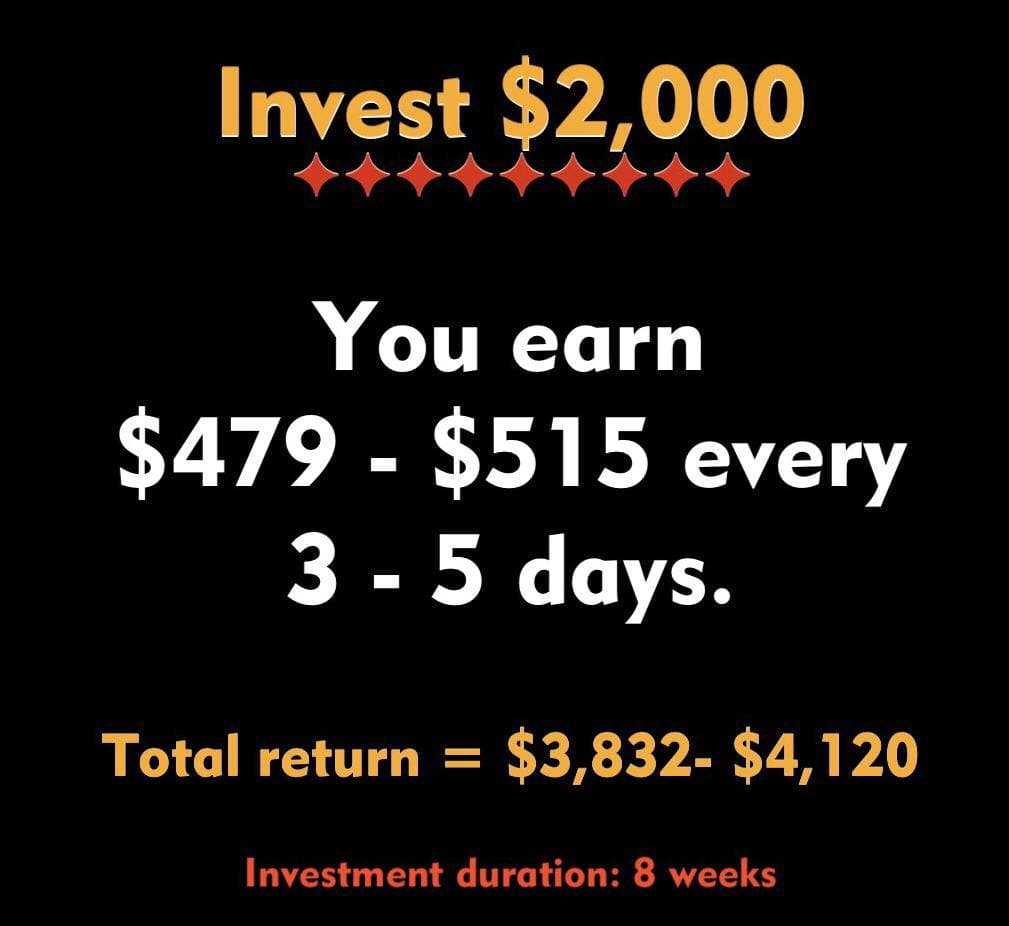 Invest $2,000
You earn
$479 - $515 every
3 - 5 days.
Total return = $3,832- $4,120
Investment duration: 8 weeks